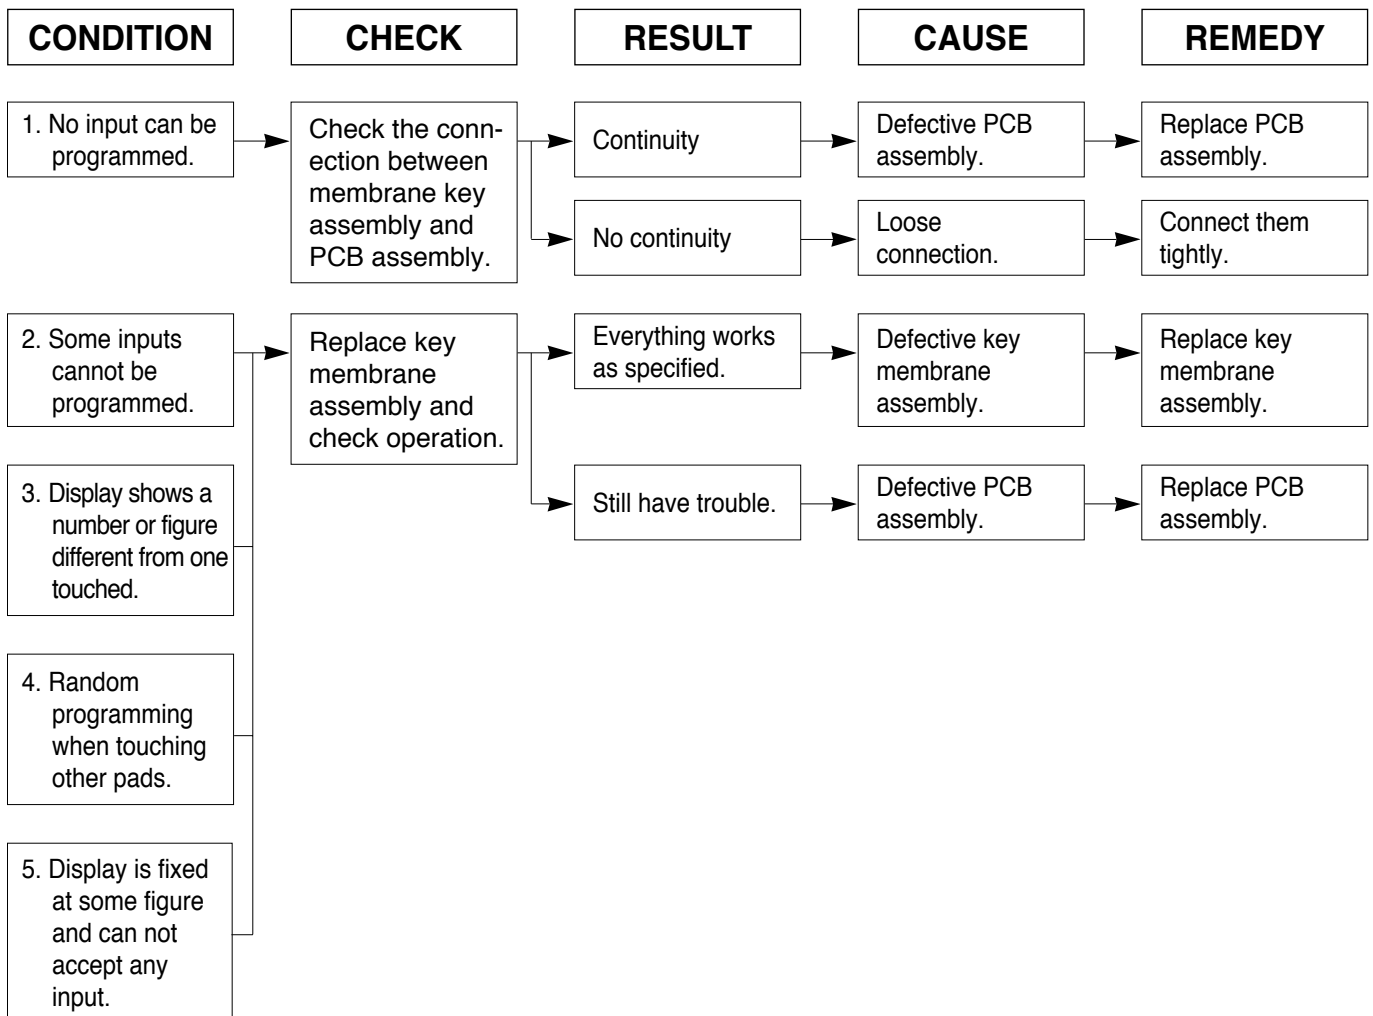 CONDITION
CHECK
RESULT
CAUSE
REMEDY
1. No input can be
programmed.
Check the conn-
ection between
membrane key
assembly and
PCB assembly.
Continuity
Defective PCB
assembly.
Replace PCB
assembly.
No continuity
Loose
connection.
Connect them
tightly.
2. Some inputs
cannot be
programmed.
Replace key
membrane
assembly and
check operation.
Everything works
as specified.
Defective key
membrane
assembly.
Replace key
membrane
assembly.
Still have trouble.
Defective PCB
assembly.
Replace PCB
assembly.
3. Display shows a
number or figure
different from one
touched.
4. Random
programming
when touching
other pads.
5. Display is fixed
at some figure
and can not
accept any
input.